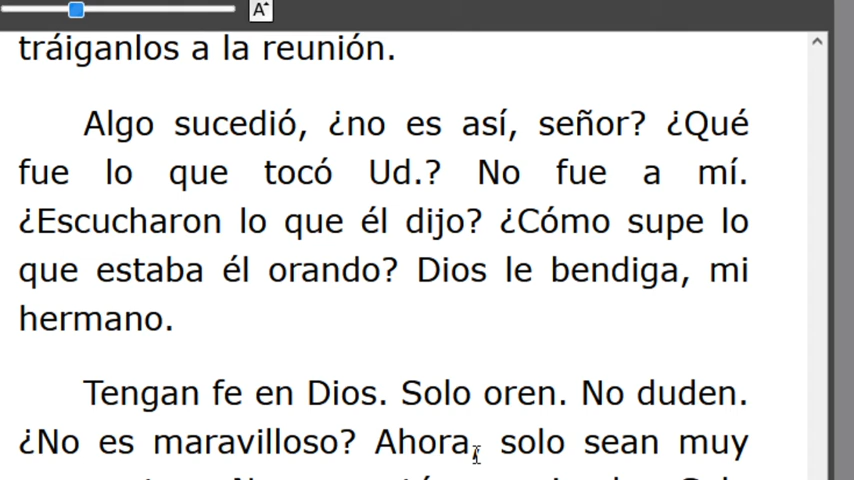 A
tráiganlos a la reunión.
Algo sucedió, ¿no es así, señor? ¿Qué
fue lo que tocó Ud.? No fue a mí.
¿Escucharon lo que él dijo? ¿Cómo supe lo
que estaba él orando? Dios le bendiga, mi
hermano.
Tengan fe en Dios. Solo oren. No duden.
¿No es maravilloso? Ahora, solo sean muy